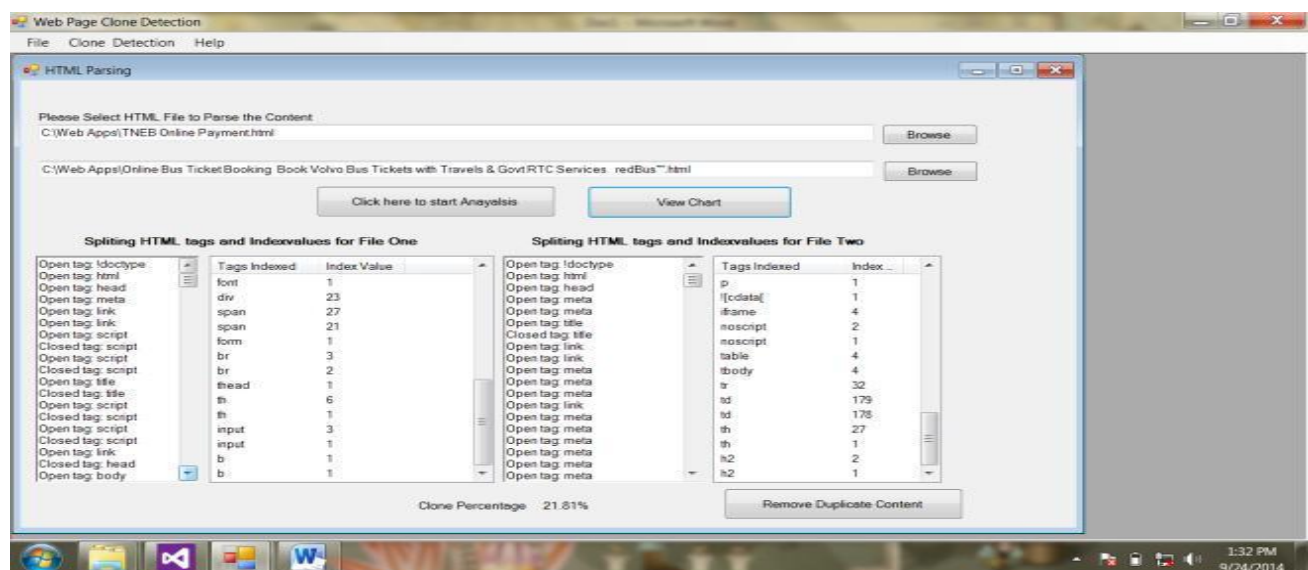 Web Page Clone Detection
File Clone Detection Help
HTML Parsing
Please Select HTML File to Parse the Content
C:\Web Apps\TNEB Online Payment.html
Browse
C:\Web Apps\Online Bus Ticket Booking Book Volvo Bus Tickets with Travels & Govt RTC Services redBus™.html
Browse
Click here to start Anayalsis
View Chart
Spliting HTML tags and Indexvalues for File One
Open tag: !doctype
Open tag: html
Open tag: head
Open tag: meta
Open tag: link
Open tag: link
Open tag: script
Closed tag: script
Open tag: script
Closed tag: script
Open tag: title
Closed tag: title
Open tag: script
Closed tag: script
Open tag: script
Closed tag: script
Open tag: link
Closed tag: head
Open tag: body
Tags Indexed Index Value
font 1
div 23
span 27
span 21
form 1
br 3
br 2
thead 1
th 6
th 1
input 3
input 1
b 1
b 1
Spliting HTML tags and Indexvalues for File Two
Open tag: !doctype
Open tag: html
Open tag: head
Open tag: meta
Open tag: meta
Open tag: title
Closed tag: title
Open tag: link
Open tag: link
Open tag: meta
Open tag: meta
Open tag: meta
Open tag: link
Open tag: meta
Open tag: meta
Open tag: meta
Open tag: meta
Open tag: meta
Open tag: meta
Tags Indexed Index ...
p 1
![cdata[ 1
iframe 4
noscript 2
noscript 1
table 4
tbody 4
tr 32
td 179
td 178
th 27
th 1
h2 2
h2 1
Clone Percentage 21.81%
Remove Duplicate Content
1:32 PM
9/24/2014